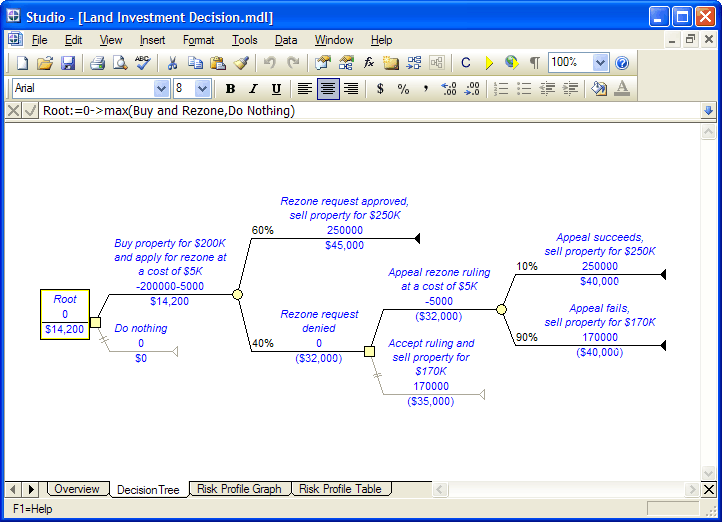 Studio - [Land Investment Decision.mdl]
File Edit View Insert Format Tools Data Window Help
ABC fx C ¶ 100% ?
Arial 8 B I U $ % , .00 .00
Root:=0->max(Buy and Rezone,Do Nothing)
Rezone request approved,
sell property for $250K
60% 250000
$45,000
Buy property for $200K
and apply for rezone at
a cost of $5K
-200000-5000
$14,200
Root
0
$14,200
Do nothing
0
$0
Rezone request
denied
40% 0
($32,000)
Appeal rezone ruling
at a cost of $5K
-5000
($32,000)
Accept ruling and
sell property for
$170K
170000
($35,000)
Appeal succeeds,
sell property for $250K
10% 250000
$40,000
Appeal fails,
sell property for $170K
90% 170000
($40,000)
Overview Decision Tree Risk Profile Graph Risk Profile Table
F1=Help